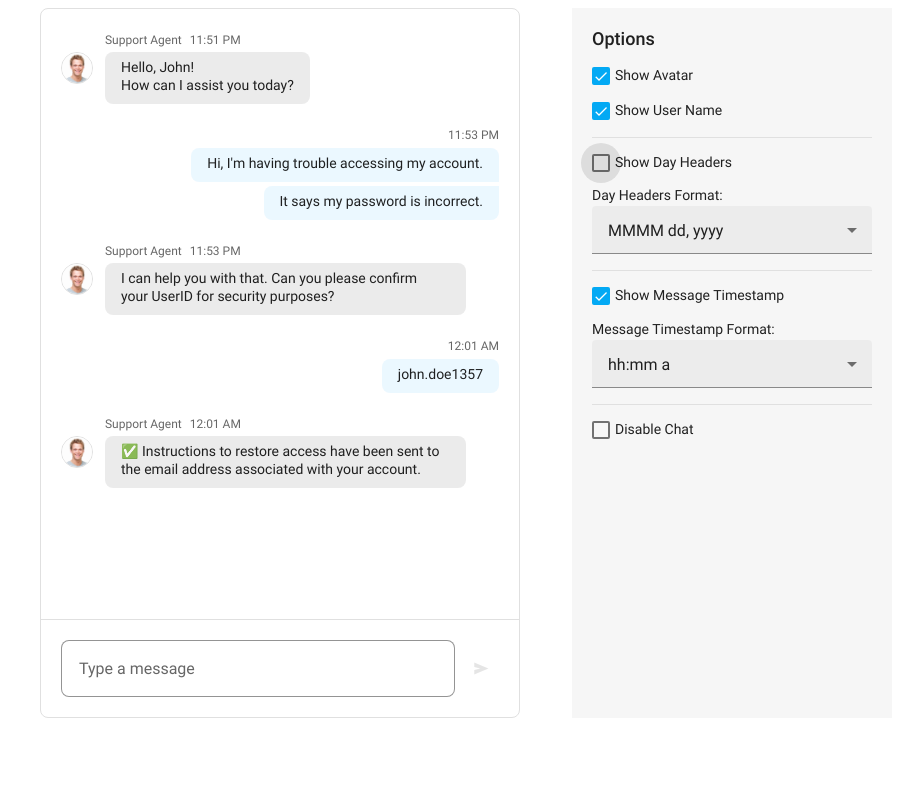 Support Agent 11:51 PM
Hello, John!
How can I assist you today?
11:53 PM
Hi, I'm having trouble accessing my account.
It says my password is incorrect.
Support Agent 11:53 PM
I can help you with that. Can you please confirm
your UserID for security purposes?
12:01 AM
john.doe1357
Support Agent 12:01 AM
✅ Instructions to restore access have been sent to
the email address associated with your account.
Type a message
Options
Show Avatar
Show User Name
Show Day Headers
Day Headers Format:
MMMM dd, yyyy
Show Message Timestamp
Message Timestamp Format:
hh:mm a
Disable Chat